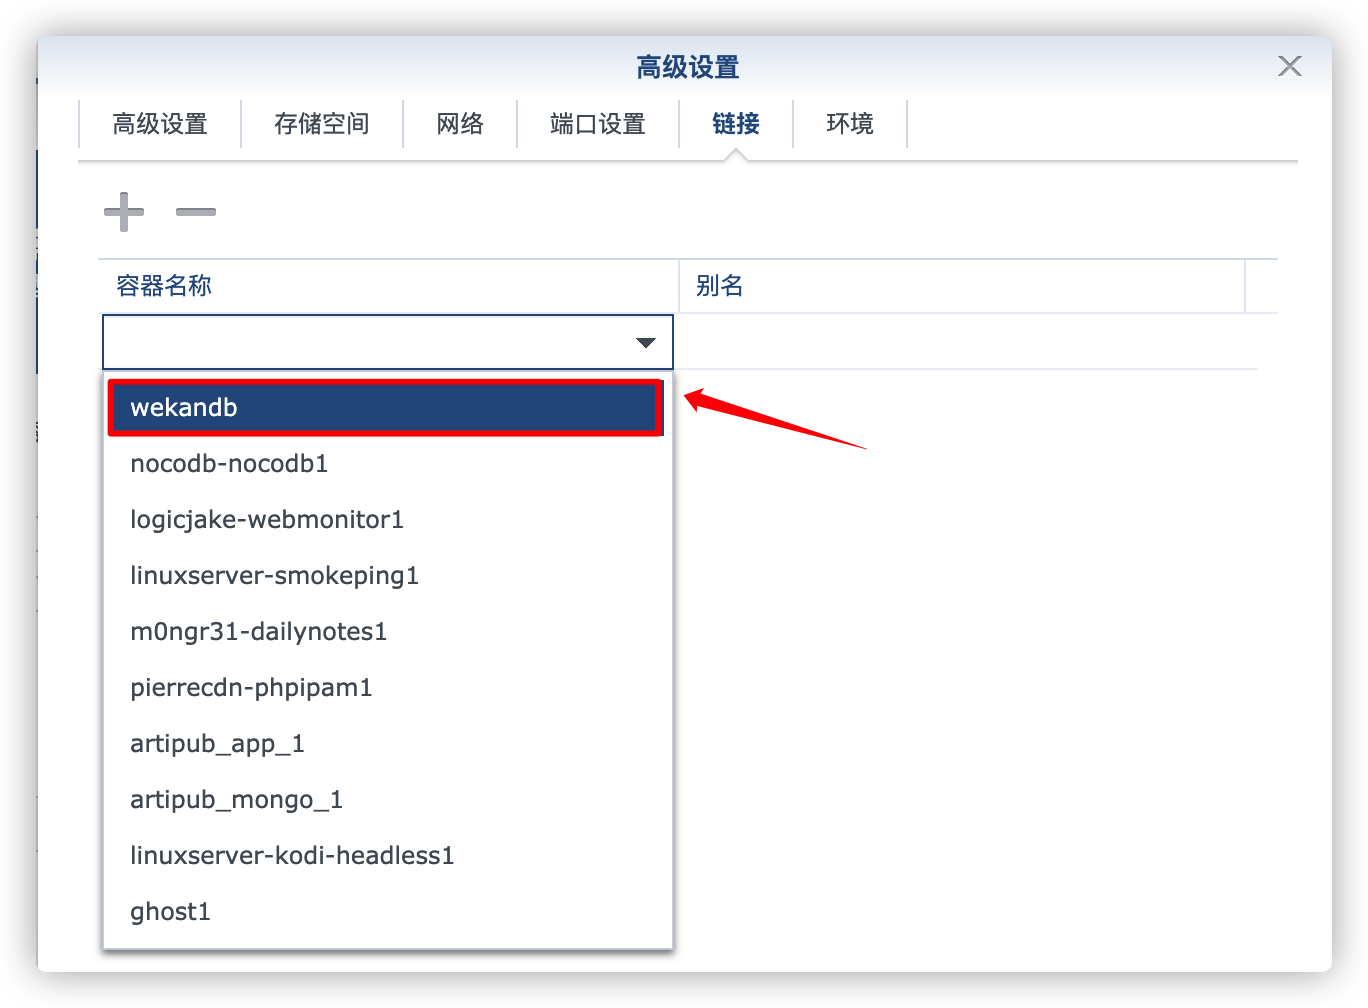 高级设置
高级设置 存储空间 网络 端口设置 链接 环境
容器名称 别名
wekandb
nocodb-nocodb1
logicjake-webmonitor1
linuxserver-smokeping1
m0ngr31-dailynotes1
pierrecdn-phpipam1
artipub_app_1
artipub_mongo_1
linuxserver-kodi-headless1
ghost1